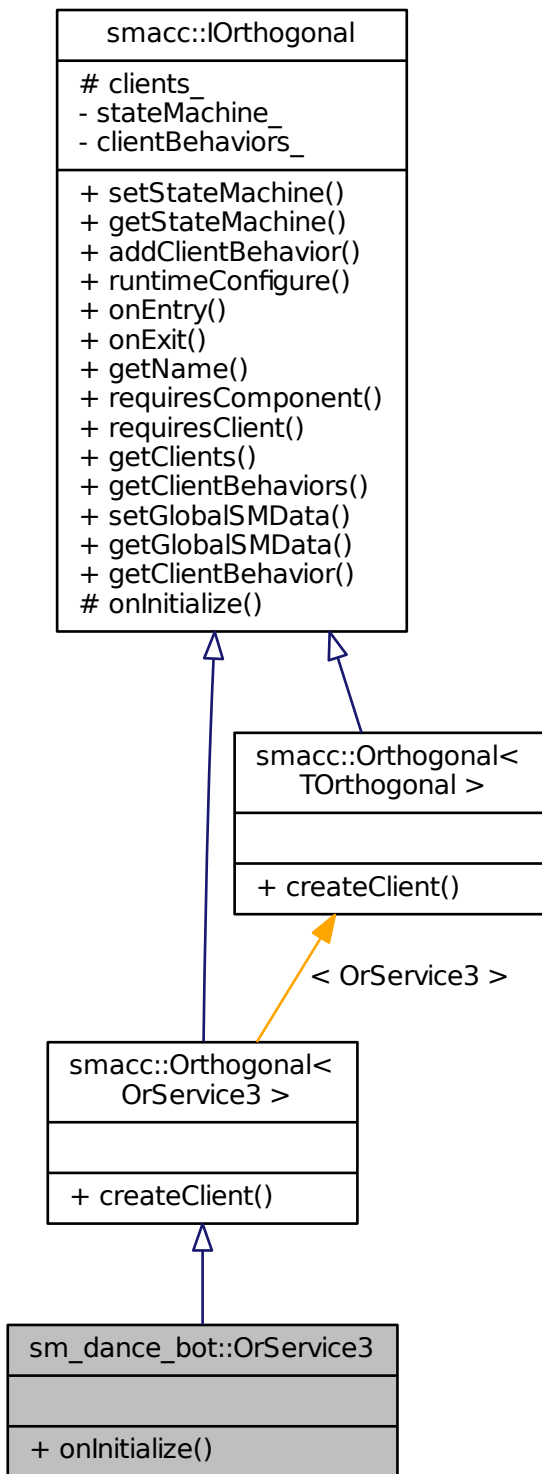 smacc::IOrthogonal
# clients_
- stateMachine_
- clientBehaviors_
+ setStateMachine()
+ getStateMachine()
+ addClientBehavior()
+ runtimeConfigure()
+ onEntry()
+ onExit()
+ getName()
+ requiresComponent()
+ requiresClient()
+ getClients()
+ getClientBehaviors()
+ setGlobalSMData()
+ getGlobalSMData()
+ getClientBehavior()
# onInitialize()
smacc::Orthogonal<
TOrthogonal >
+ createClient()
< OrService3 >
smacc::Orthogonal<
OrService3 >
+ createClient()
sm_dance_bot::OrService3
+ onInitialize()